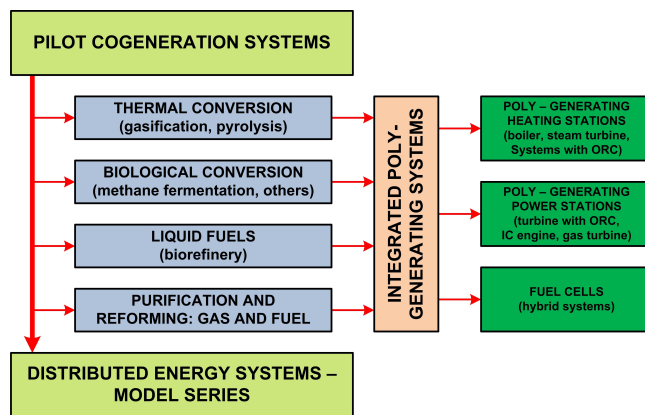 PILOT COGENERATION SYSTEMS
THERMAL CONVERSION
(gasification, pyrolysis)
BIOLOGICAL CONVERSION
(methane fermentation, others)
LIQUID FUELS
(biorefinery)
PURIFICATION AND
REFORMING: GAS AND FUEL
INTEGRATED POLY-
GENERATING SYSTEMS
POLY – GENERATING
HEATING STATIONS
(boiler, steam turbine,
Systems with ORC)
POLY – GENERATING
POWER STATIONS
(turbine with ORC,
IC engine, gas turbine)
FUEL CELLS
(hybrid systems)
DISTRIBUTED ENERGY SYSTEMS –
MODEL SERIES